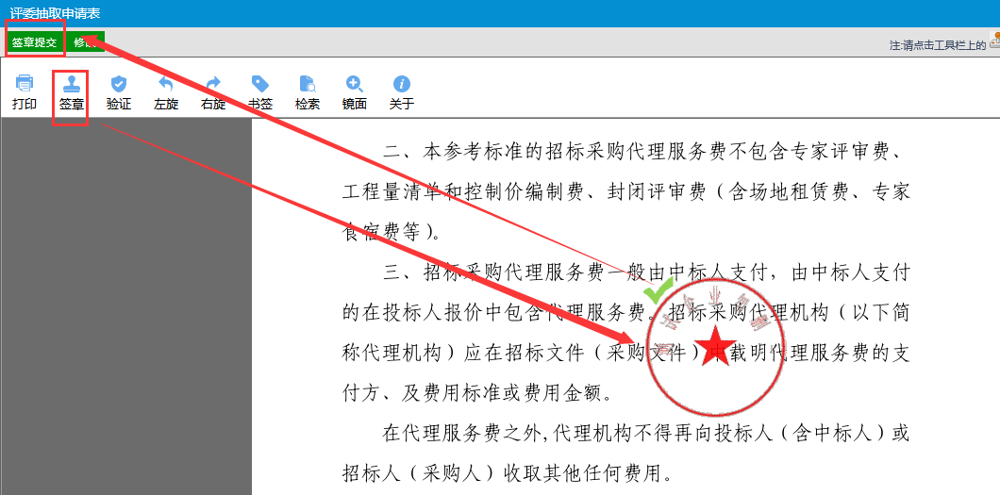 评委抽取申请表
签章提交
注:请点击工具栏上的
打印 签章 验证 左旋 右旋 书签 检索 镜面 关于
二、本参考标准的招标采购代理服务费不包含专家评审费、
工程量清单和控制价编制费、封闭评审费（含场地租赁费、专家
食宿费等）。
三、招标采购代理服务费一般由中标人支付，由中标人支付
的在投标人报价中包含代理服务费。招标采购代理机构（以下简
称代理机构）应在招标文件（采购文件）中载明代理服务费的支
付方、及费用标准或费用金额。
在代理服务费之外,代理机构不得再向投标人（含中标人）或
招标人（采购人）收取其他任何费用。